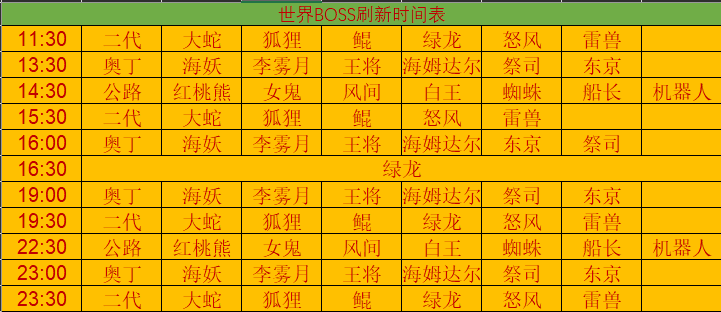 世界BOSS刷新时间表
11:30 二代 大蛇 狐狸 鲲 绿龙 怒风 雷兽
13:30 奥丁 海妖 李雾月 王将 海姆达尔 祭司 东京
14:30 公路 红桃熊 女鬼 风间 白王 蜘蛛 船长 机器人
15:30 二代 大蛇 狐狸 鲲 怒风 雷兽
16:00 奥丁 海妖 李雾月 王将 海姆达尔 东京 祭司
16:30 绿龙
19:00 奥丁 海妖 李雾月 王将 海姆达尔 祭司 东京
19:30 二代 大蛇 狐狸 鲲 绿龙 怒风 雷兽
22:30 公路 红桃熊 女鬼 风间 白王 蜘蛛 船长 机器人
23:00 奥丁 海妖 李雾月 王将 海姆达尔 祭司 东京
23:30 二代 大蛇 狐狸 鲲 绿龙 怒风 雷兽